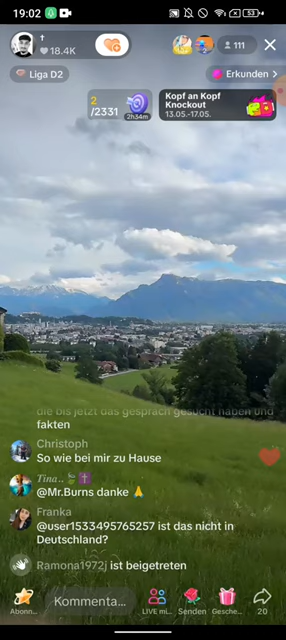 19:02
53
†
18.4K
111
Liga D2
Erkunden >
2
/2331
2h34m
Kopf an Kopf
Knockout
13.05.-17.05.
die bis jetzt das gespräch gesucht haben und
fakten
Christoph
So wie bei mir zu Hause
Tina..🍃✝️
@Mr.Burns danke 🙏
Franka
@user1533495765257 ist das nicht in
Deutschland?
Ramona1972j ist beigetreten
Abonn...
Kommenta...
LIVE mi...
Senden
Gesche...
20